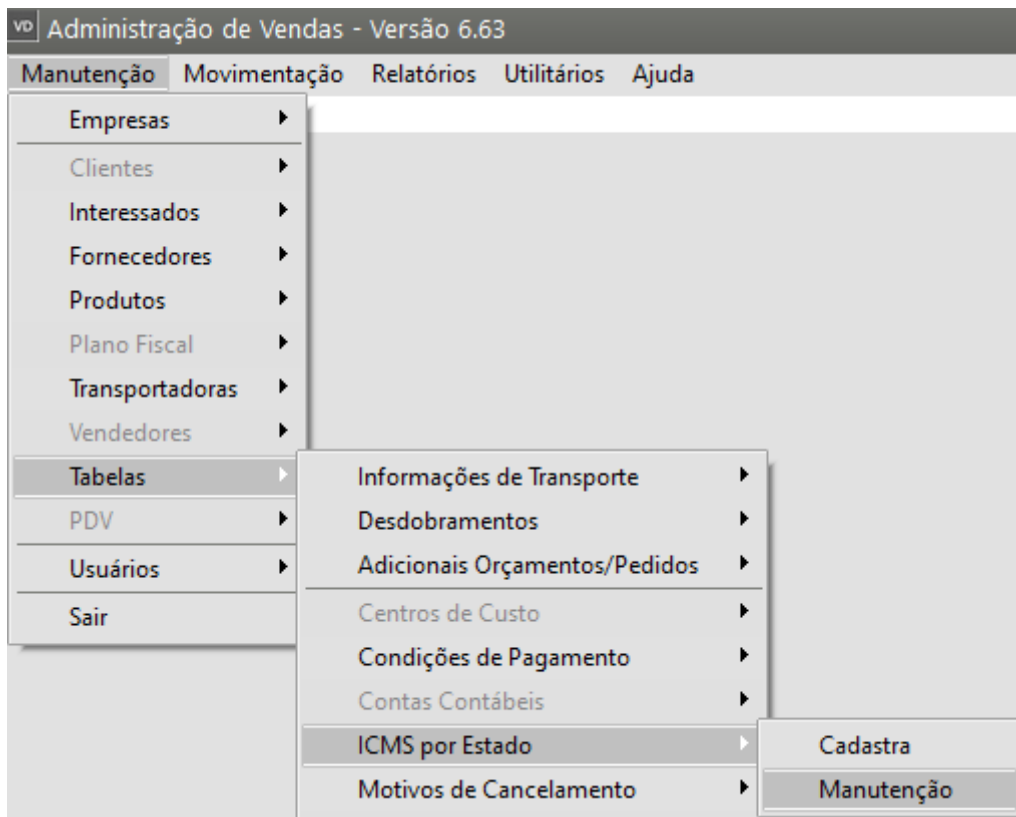 VD Administração de Vendas - Versão 6.63
Manutenção Movimentação Relatórios Utilitários Ajuda
Empresas
Clientes
Interessados
Fornecedores
Produtos
Plano Fiscal
Transportadoras
Vendedores
Tabelas
PDV
Usuários
Sair
Informações de Transporte
Desdobramentos
Adicionais Orçamentos/Pedidos
Centros de Custo
Condições de Pagamento
Contas Contábeis
ICMS por Estado
Motivos de Cancelamento
Cadastra
Manutenção